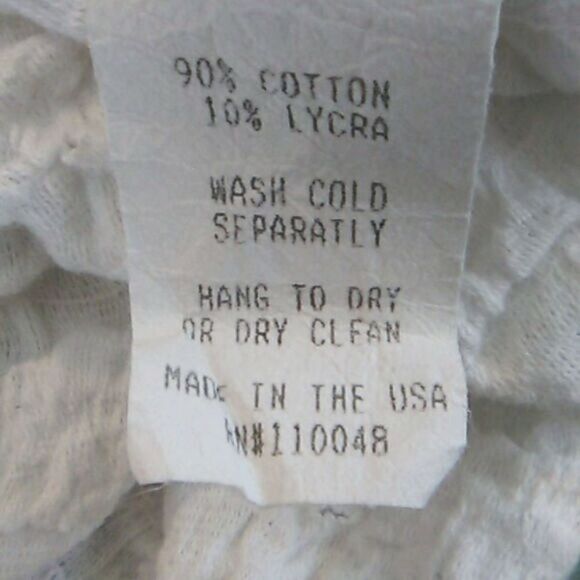 90% COTTON
10% LYCRA
WASH COLD
SEPARATLY
HANG TO DRY
OR DRY CLEAN
MADE IN THE USA
RN#110048